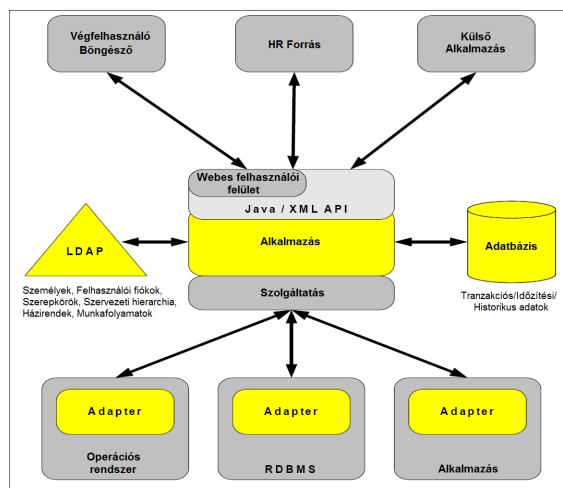 Végfelhasználó
Böngésző
HR Forrás
Külső
Alkalmazás
Webes felhasználói
felület
Java / XML API
LDAP
Alkalmazás
Adatbázis
Személyek, Felhasználói fiókok,
Szerepkörök, Szervezeti hierarchia,
Házirendek, Munkafolyamatok
Szolgáltatás
Tranzakciós/Időzítési/
Historikus adatok
Adapter
Adapter
Adapter
Operációs
rendszer
RDBMS
Alkalmazás